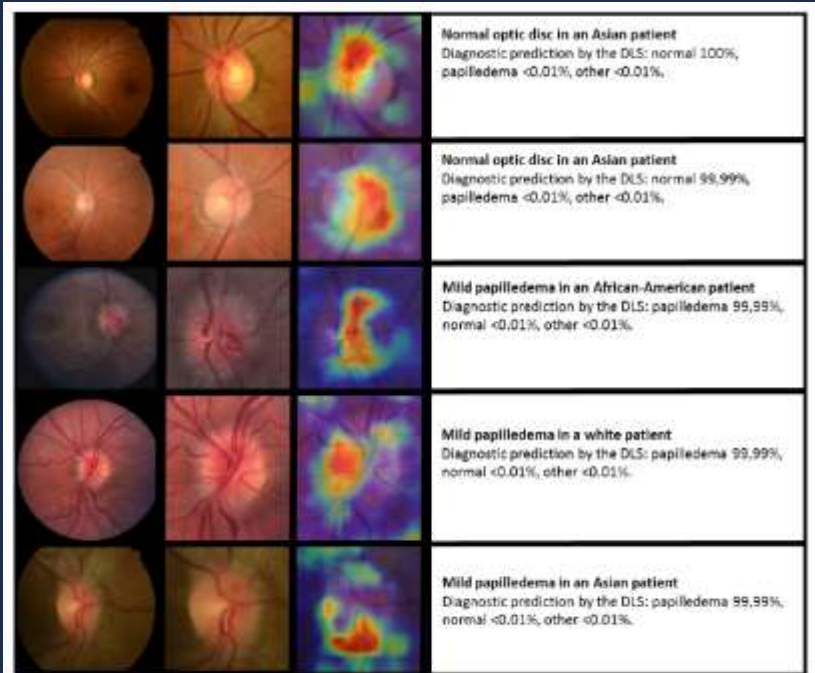 Normal optic disc in an Asian patient
Diagnostic prediction by the DLS: normal 100%,
papilledema <0.01%, other <0.01%.
Normal optic disc in an Asian patient
Diagnostic prediction by the DLS: normal 99,99%,
papilledema <0.01%, other <0.01%.
Mild papilledema in an African-American patient
Diagnostic prediction by the DLS: papilledema 99,99%,
normal <0.01%, other <0.01%.
Mild papilledema in a white patient
Diagnostic prediction by the DLS: papilledema 99,99%,
normal <0.01%, other <0.01%.
Mild papilledema in an Asian patient
Diagnostic prediction by the DLS: papilledema 99,99%,
normal <0.01%, other <0.01%.